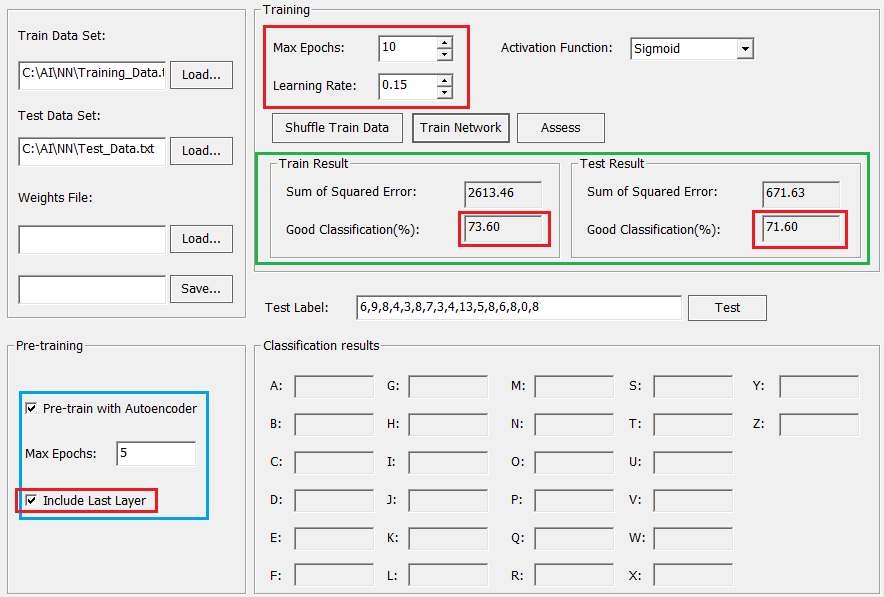 Train Data Set:
C:\AI\NN\Training_Data.t
Load...
Test Data Set:
C:\AI\NN\Test_Data.txt
Load...
Weights File:
Load...
Save...
Training
Max Epochs:
10
Activation Function:
Sigmoid
Learning Rate:
0.15
Shuffle Train Data
Train Network
Assess
Train Result
Sum of Squared Error:
2613.46
Good Classification(%):
73.60
Test Result
Sum of Squared Error:
671.63
Good Classification(%):
71.60
Test Label:
6,9,8,4,3,8,7,3,4,13,5,8,6,8,0,8
Test
Pre-training
Pre-train with Autoencoder
Max Epochs:
5
Include Last Layer
Classification results
A:
G:
M:
S:
Y:
B:
H:
N:
T:
Z:
C:
I:
O:
U:
D:
J:
P:
V:
E:
K:
Q:
W:
F:
L:
R:
X: